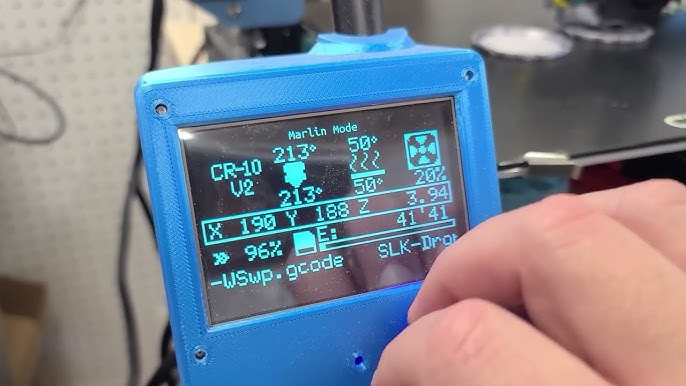 Marlin Mode
CR-10 V2
213° 50°
213° 50° 20%
X 190 Y 188 Z 3.94
96% E: 41'41
-WSwp.gcode SLK-Dra